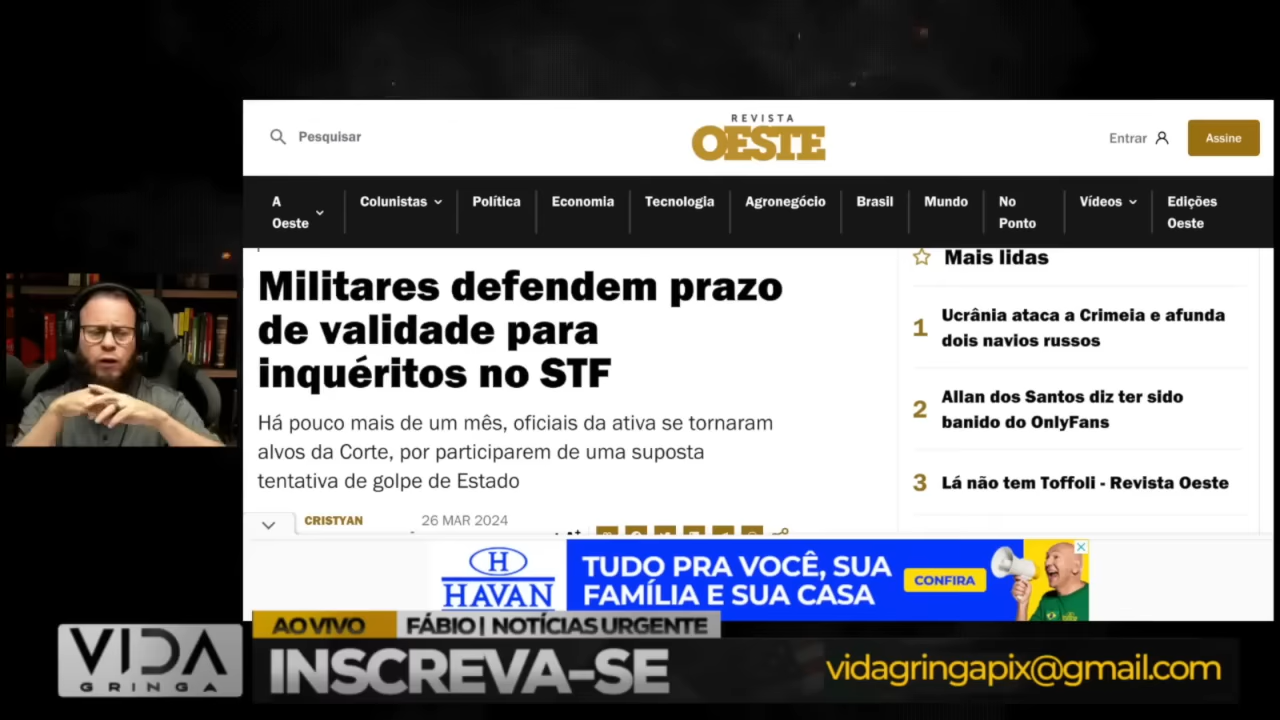 Pesquisar
REVISTA
OESTE
Entrar
Assine
A
Oeste
Colunistas
Política
Economia
Tecnologia
Agronegócio
Brasil
Mundo
No
Ponto
Vídeos
Edições
Oeste
Militares defendem prazo
de validade para
inquéritos no STF
Há pouco mais de um mês, oficiais da ativa se tornaram
alvos da Corte, por participarem de uma suposta
tentativa de golpe de Estado
CRISTYAN
26 MAR 2024
Mais lidas
1
Ucrânia ataca a Crimeia e afunda
dois navios russos
2
Allan dos Santos diz ter sido
banido do OnlyFans
3
Lá não tem Toffoli - Revista Oeste
H
HAVAN
TUDO PRA VOCÊ, SUA
FAMÍLIA E SUA CASA
CONFIRA
VIDA
GRINGA
AO VIVO
FÁBIO | NOTÍCIAS URGENTE
INSCREVA-SE
vidagringapix@gmail.com